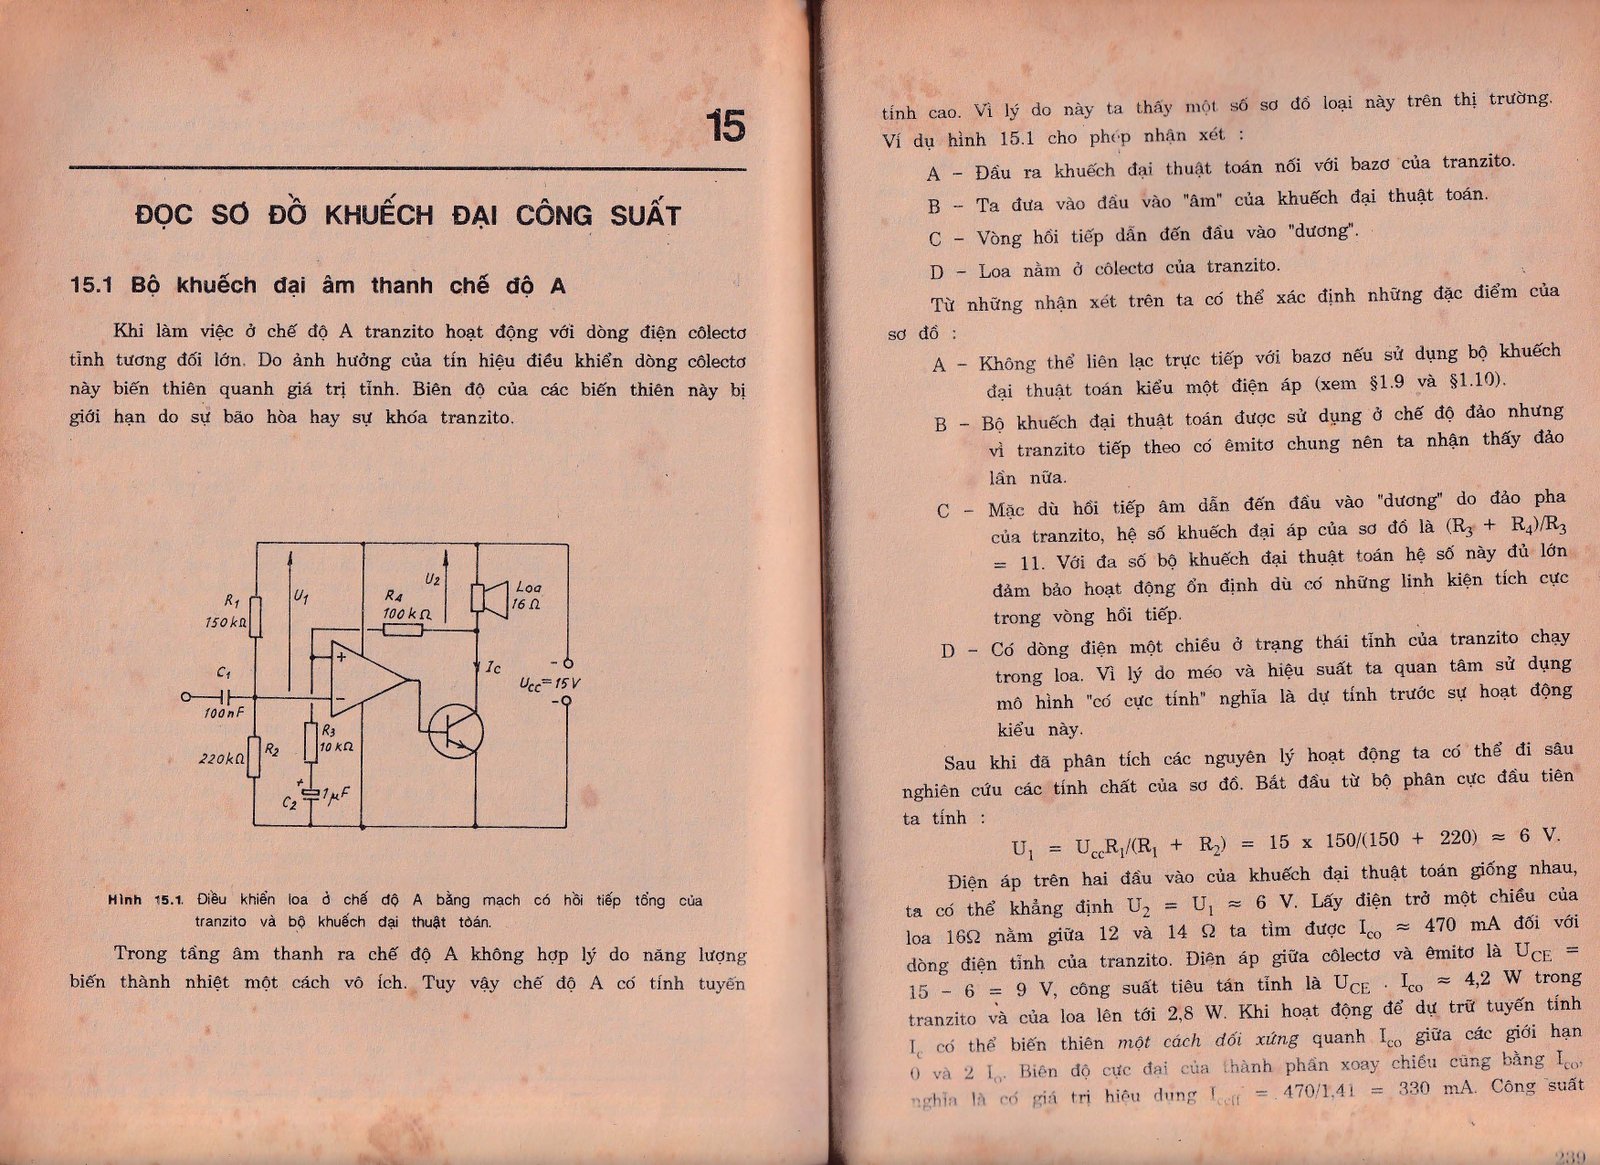 15
ĐỌC SƠ ĐỒ KHUẾCH ĐẠI CÔNG SUẤT
15.1 Bộ khuếch đại âm thanh chế độ A
Khi làm việc ở chế độ A tranzito hoạt động với dòng điện côlectơ
tĩnh tương đối lớn. Do ảnh hưởng của tín hiệu điều khiển dòng côlectơ
này biến thiên quanh giá trị tĩnh. Biên độ của các biến thiên này bị
giới hạn do sự bão hòa hay sự khóa tranzito.
R1
150kΩ
U1
R4
100kΩ
U2
Loa
16Ω
+
−
C1
100nF
Ic
Ucc=15V
-
-
R3
10kΩ
220kΩ
R2
+
C2
1μF
Hình 15.1. Điều khiển loa ở chế độ A bằng mạch có hồi tiếp tổng của
tranzito và bộ khuếch đại thuật tòán.
Trong tầng âm thanh ra chế độ A không hợp lý do năng lượng
biến thành nhiệt một cách vô ích. Tuy vậy chế độ A có tính tuyến
tính cao. Vì lý do này ta thấy một số sơ đồ loại này trên thị trường.
Ví dụ hình 15.1 cho phép nhận xét :
A - Đầu ra khuếch đại thuật toán nối với bazơ của tranzito.
B - Ta đưa vào đầu vào "âm" của khuếch đại thuật toán.
C - Vòng hồi tiếp dẫn đến đầu vào "dương".
D - Loa nằm ở côlectơ của tranzito.
Từ những nhận xét trên ta có thể xác định những đặc điểm của
sơ đồ :
A - Không thể liên lạc trực tiếp với bazơ nếu sử dụng bộ khuếch
đại thuật toán kiểu một điện áp (xem §1.9 và §1.10).
B - Bộ khuếch đại thuật toán được sử dụng ở chế độ đảo nhưng
vì tranzito tiếp theo có êmitơ chung nên ta nhận thấy đảo
lần nữa.
C - Mặc dù hồi tiếp âm dẫn đến đầu vào "dương" do đảo pha
của tranzito, hệ số khuếch đại áp của sơ đồ là (R3 + R4)/R3
= 11. Với đa số bộ khuếch đại thuật toán hệ số này đủ lớn
đảm bảo hoạt động ổn định dù có những linh kiện tích cực
trong vòng hồi tiếp.
D - Có dòng điện một chiều ở trạng thái tĩnh của tranzito chạy
trong loa. Vì lý do méo và hiệu suất ta quan tâm sử dụng
mô hình "có cực tính" nghĩa là dự tính trước sự hoạt động
kiểu này.
Sau khi đã phân tích các nguyên lý hoạt động ta có thể đi sâu
nghiên cứu các tính chất của sơ đồ. Bắt đầu từ bộ phân cực đầu tiên
ta tính :
U1 = UccR1/(R1 + R2) = 15 x 150/(150 + 220) ≈ 6 V.
Điện áp trên hai đầu vào của khuếch đại thuật toán giống nhau,
ta có thể khẳng định U2 = U1 ≈ 6 V. Lấy điện trở một chiều của
loa 16Ω nằm giữa 12 và 14 Ω ta tìm được Ico ≈ 470 mA đối với
dòng điện tĩnh của tranzito. Điện áp giữa côlectơ và êmitơ là UCE =
15 - 6 = 9 V, công suất tiêu tán tĩnh là UCE . Ico ≈ 4,2 W trong
tranzito và của loa lên tới 2,8 W. Khi hoạt động để dự trữ tuyến tính
Ic có thể biến thiên một cách đối xứng quanh Ico giữa các giới hạn
0 và 2 Io. Biên độ cực đại của thành phần xoay chiều cũng bằng Ico,
nghĩa là có giá trị hiệu dụng Iceff = 470/1,41 = 330 mA. Công suất
239